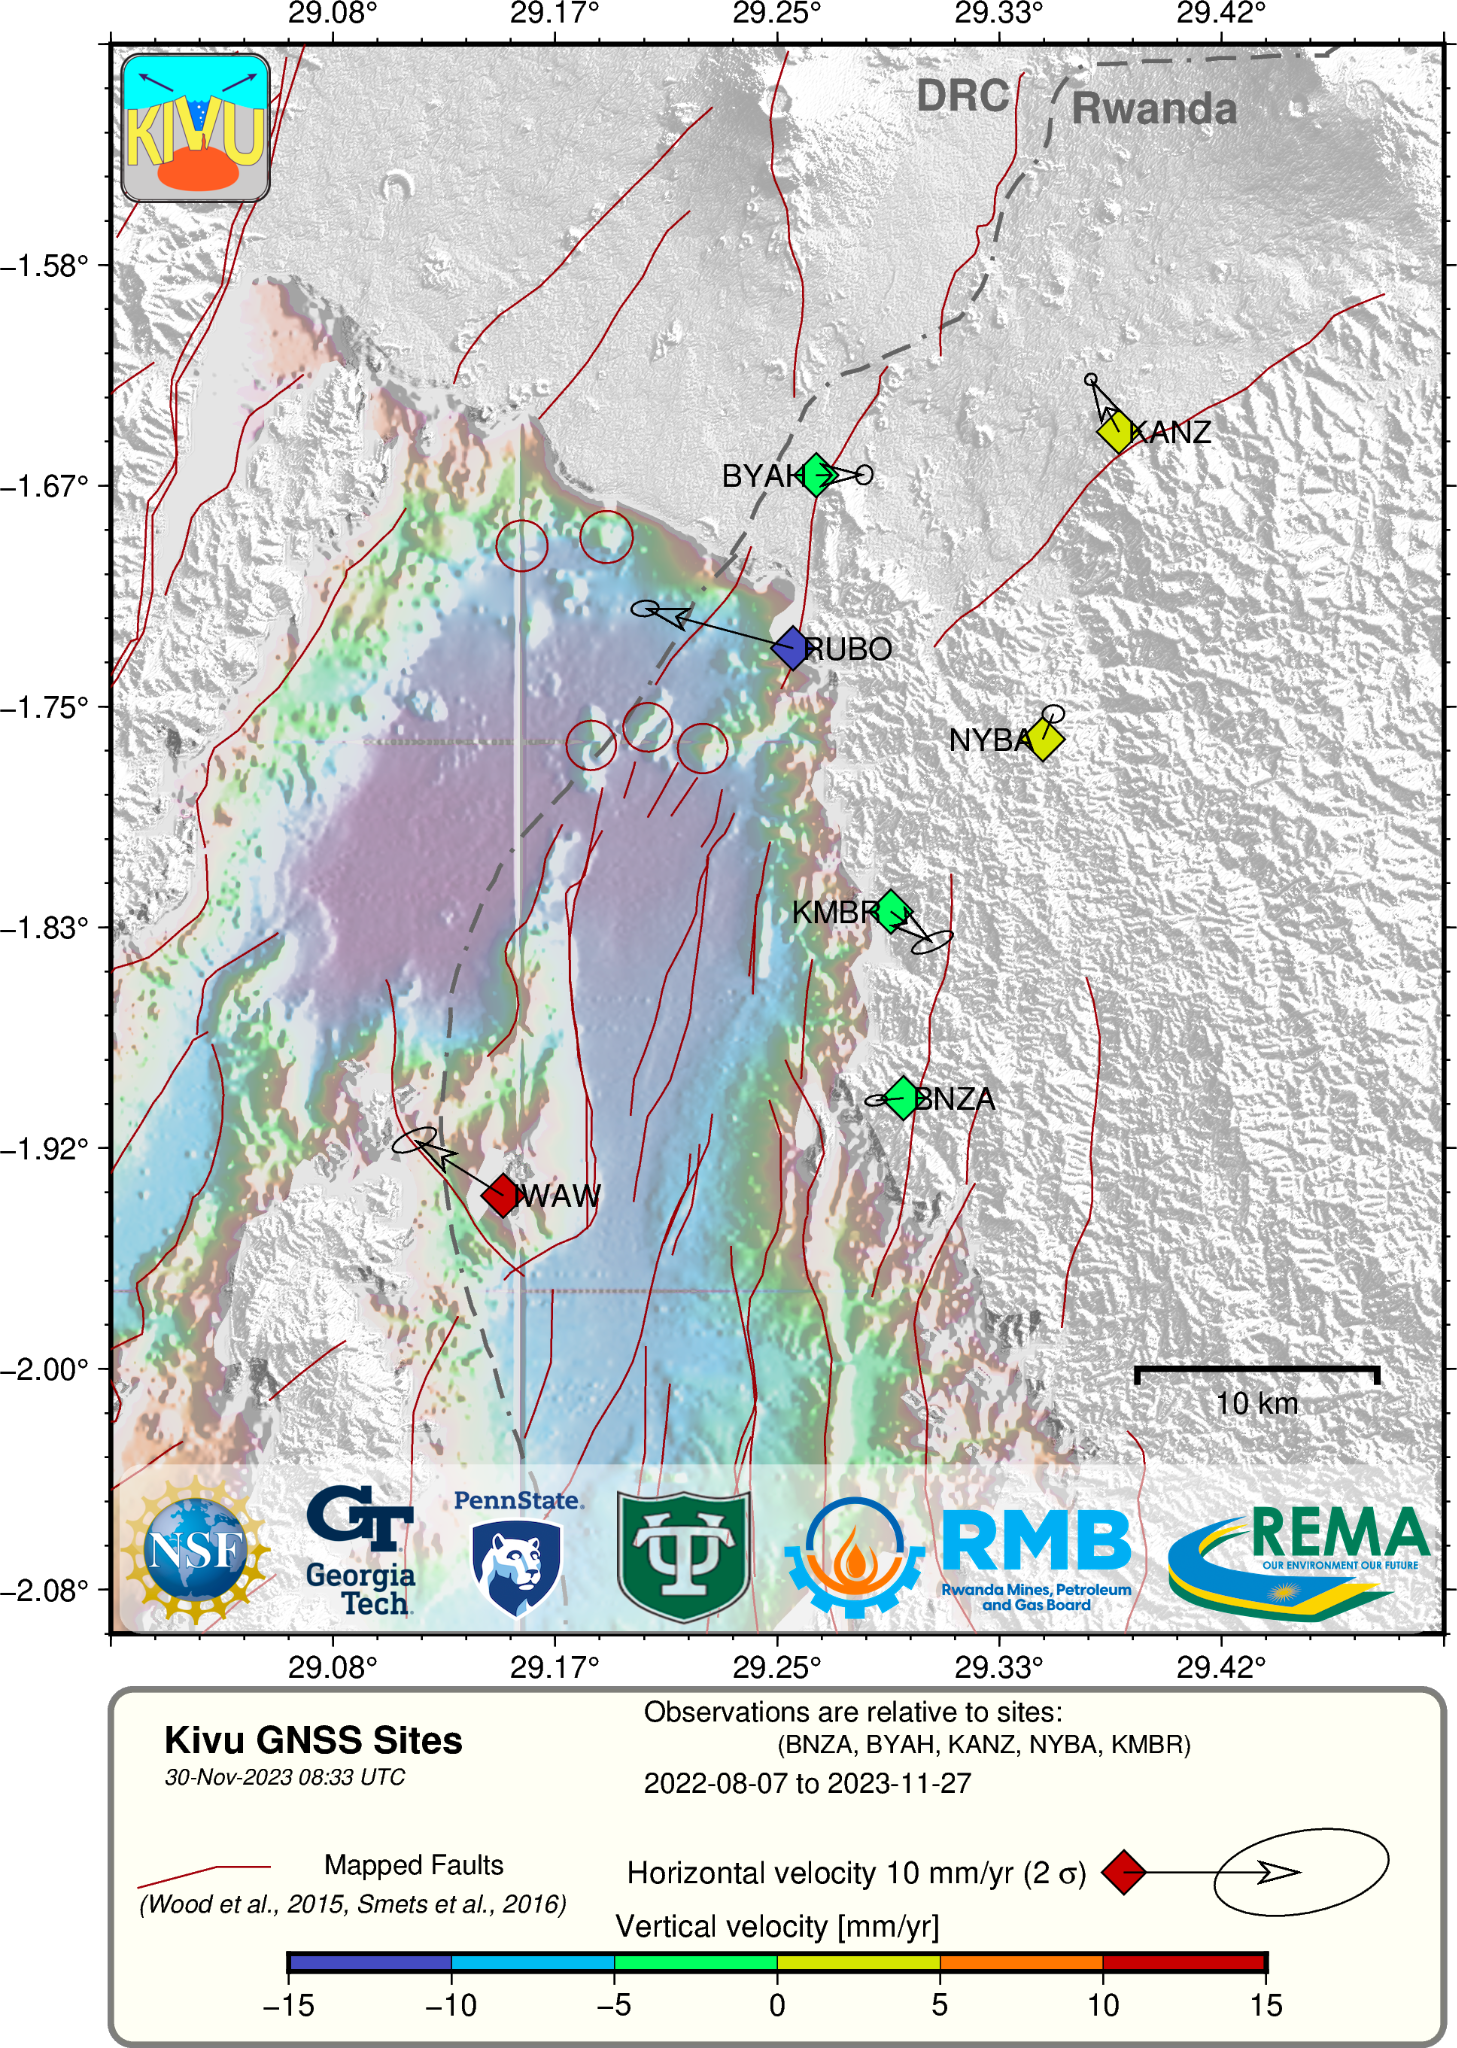 29.08° 29.17° 29.25° 29.33° 29.42°
KIVU
DRC
Rwanda
−1.58°
KANZ
BYAH
−1.67°
RUBO
−1.75°
NYBA
KMBR
−1.83°
BNZA
−1.92°
IWAW
−2.00°
10 km
NSF
GT
Georgia
Tech
PennState
RMB
Rwanda Mines, Petroleum
and Gas Board
REMA
OUR ENVIRONMENT OUR FUTURE
−2.08°
29.08° 29.17° 29.25° 29.33° 29.42°
Kivu GNSS Sites
30-Nov-2023 08:33 UTC
Observations are relative to sites:
(BNZA, BYAH, KANZ, NYBA, KMBR)
2022-08-07 to 2023-11-27
Mapped Faults
(Wood et al., 2015, Smets et al., 2016)
Horizontal velocity 10 mm/yr (2 σ)
Vertical velocity [mm/yr]
−15 −10 −5 0 5 10 15